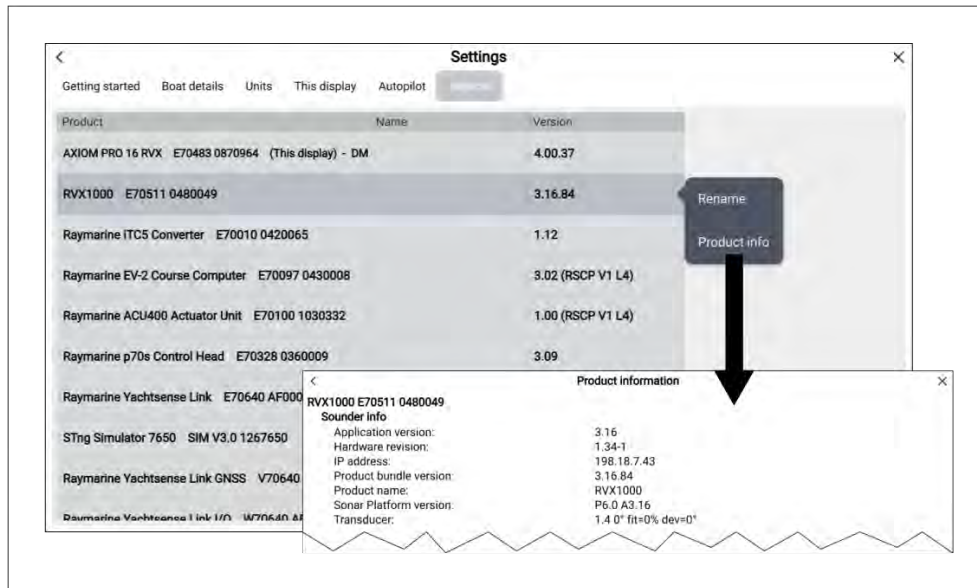 Settings
Getting started Boat details Units This display Autopilot
Product Name Version
AXIOM PRO 16 RVX E70483 0870964 (This display) - DM 4.00.37
RVX1000 E70511 0480049 3.16.84
Rename
Product info
Raymarine iTC5 Converter E70010 0420065 1.12
Raymarine EV-2 Course Computer E70097 0430008 3.02 (RSCP V1 L4)
Raymarine ACU400 Actuator Unit E70100 1030332 1.00 (RSCP V1 L4)
Raymarine p70s Control Head E70328 0360009 3.09
Raymarine Yachtsense Link E70640 AF000
STng Simulator 7650 SIM V3.0 1267650
Raymarine Yachtsense Link GNSS V70640
Raymarine Yachtsense Link I/O W70640
Product information
RVX1000 E70511 0480049
Sounder info
Application version: 3.16
Hardware revision: 1.34-1
IP address: 198.18.7.43
Product bundle version: 3.16.84
Product name: RVX1000
Sonar Platform version: P6.0 A3.16
Transducer: 1.4 0° fit=0% dev=0°